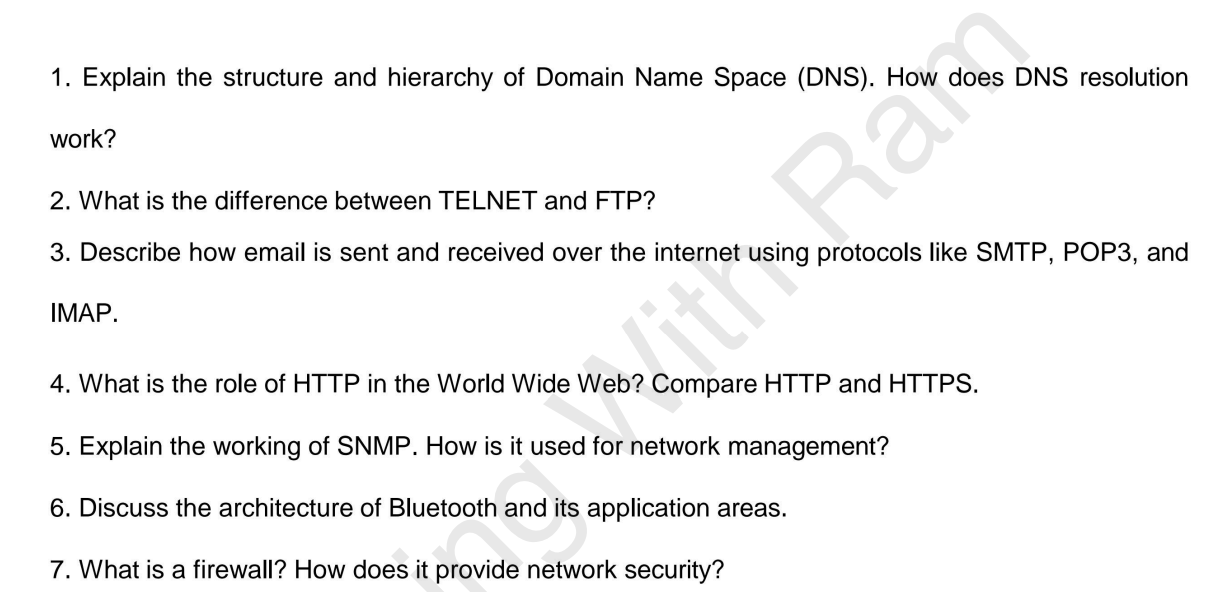 1. Explain the structure and hierarchy of Domain Name Space (DNS). How does DNS resolution
work?
2. What is the difference between TELNET and FTP?
3. Describe how email is sent and received over the internet using protocols like SMTP, POP3, and
IMAP.
4. What is the role of HTTP in the World Wide Web? Compare HTTP and HTTPS.
5. Explain the working of SNMP. How is it used for network management?
6. Discuss the architecture of Bluetooth and its application areas.
7. What is a firewall? How does it provide network security?
ing With Ram